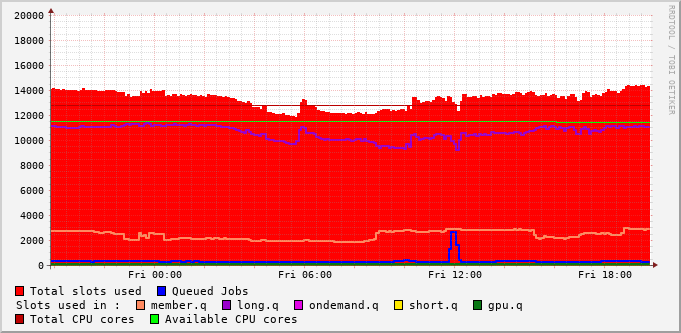 20000
18000
16000
14000
12000
10000
8000
6000
4000
2000
0
Fri 00:00 Fri 06:00 Fri 12:00 Fri 18:00
Total slots used Queued Jobs
Slots used in : member.q long.q ondemand.q short.q gpu.q
Total CPU cores Available CPU cores
RRDTOOL / TOBI OETIKER